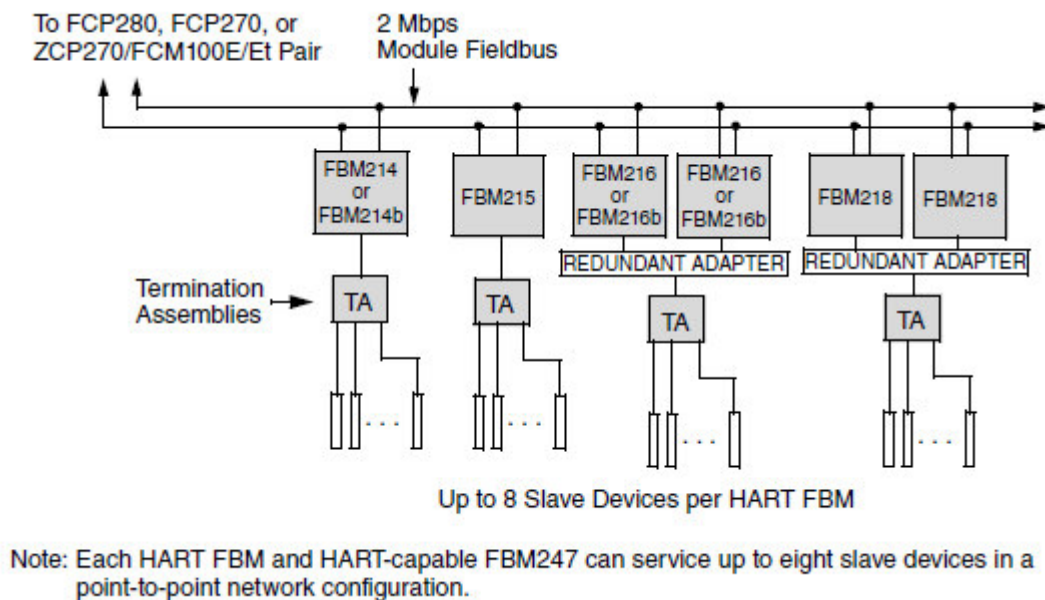 To FCP280, FCP270, or
ZCP270/FCM100E/Et Pair
2 Mbps
Module Fieldbus
FBM214
or
FBM214b
FBM215
FBM216
or
FBM216b
FBM216
or
FBM216b
FBM218
FBM218
REDUNDANT ADAPTER
REDUNDANT ADAPTER
Termination
Assemblies
TA
TA
TA
TA
. . .
. . .
. . .
. . .
Up to 8 Slave Devices per HART FBM
Note: Each HART FBM and HART-capable FBM247 can service up to eight slave devices in a
point-to-point network configuration.